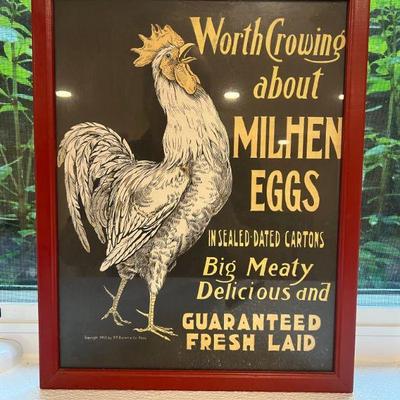 Worth Crowing
about
MILHEN
EGGS
IN SEALED-DATED CARTONS
Big Meaty
Delicious and
GUARANTEED
FRESH LAID